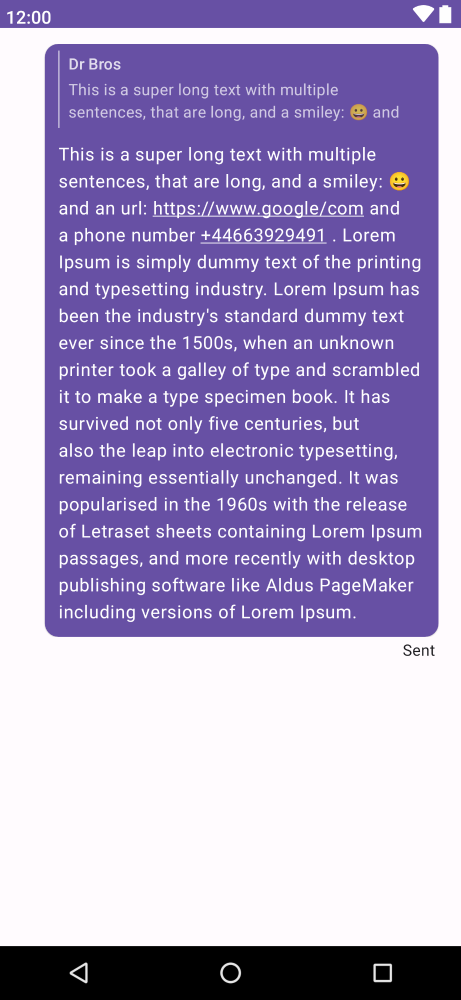 12:00
Dr Bros
This is a super long text with multiple
sentences, that are long, and a smiley: 😀 and
This is a super long text with multiple
sentences, that are long, and a smiley: 😀
and an url: https://www.google/com and
a phone number +44663929491 . Lorem
Ipsum is simply dummy text of the printing
and typesetting industry. Lorem Ipsum has
been the industry's standard dummy text
ever since the 1500s, when an unknown
printer took a galley of type and scrambled
it to make a type specimen book. It has
survived not only five centuries, but
also the leap into electronic typesetting,
remaining essentially unchanged. It was
popularised in the 1960s with the release
of Letraset sheets containing Lorem Ipsum
passages, and more recently with desktop
publishing software like Aldus PageMaker
including versions of Lorem Ipsum.
Sent